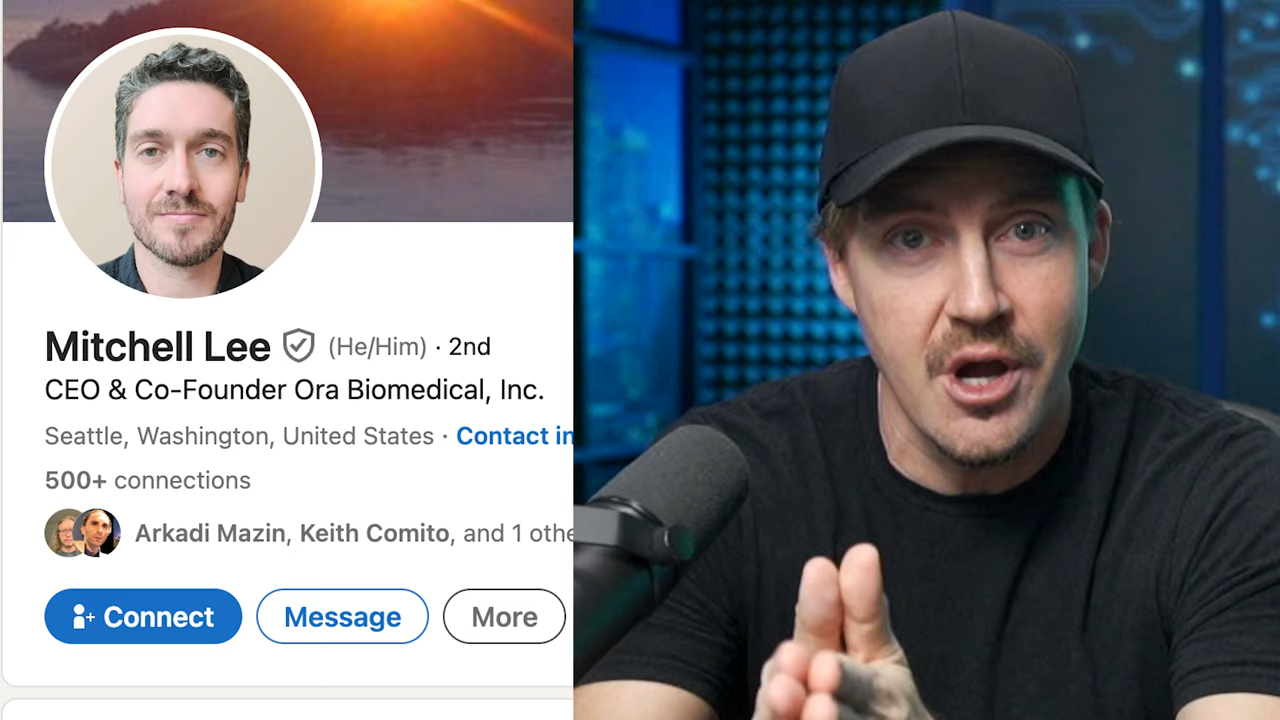 Mitchell Lee (He/Him) · 2nd
CEO & Co-Founder Ora Biomedical, Inc.
Seattle, Washington, United States · Contact in
500+ connections
Arkadi Mazin, Keith Comito, and 1 othe
Connect Message More